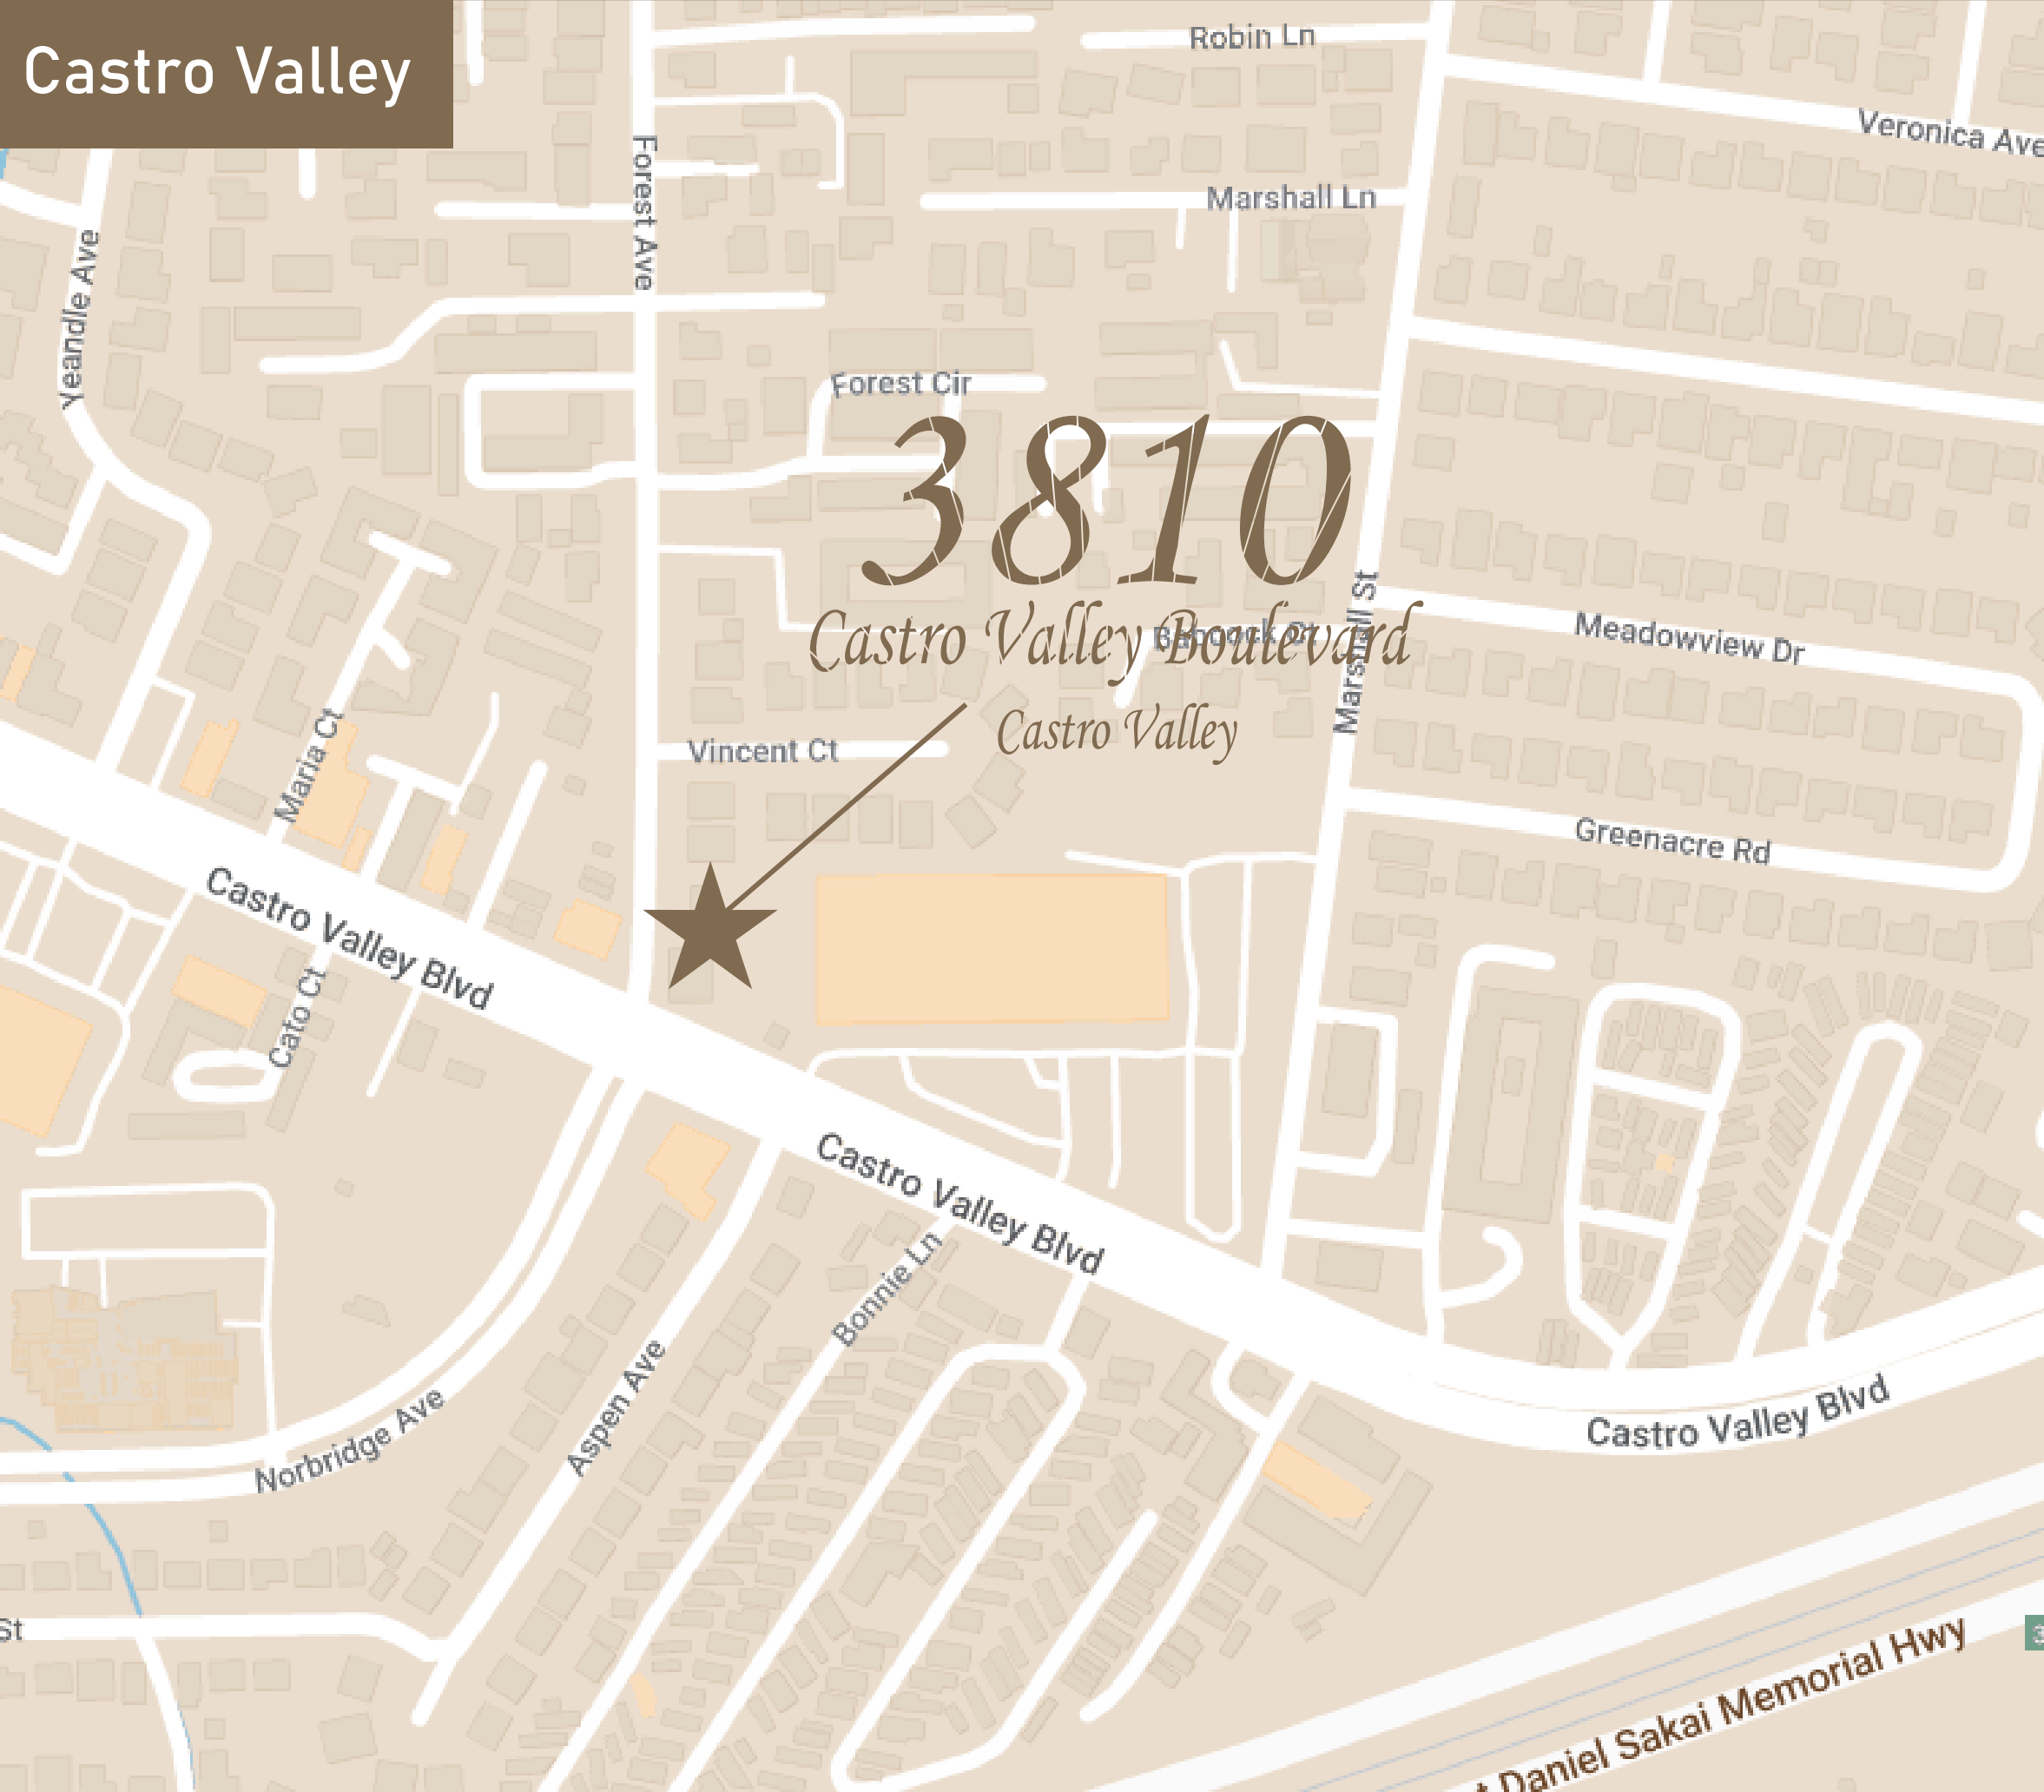 Castro Valley
Robin Ln
Veronica Ave
Forest Ave
Marshall Ln
Yeandle Ave
Forest Cir
3810
Castro Valley Boulevard
Marshall St
Meadowview Dr
Castro Valley
Vincent Ct
Maria Ct
Greenacre Rd
Castro Valley Blvd
Cato Ct
Castro Valley Blvd
Bonnie Ln
Aspen Ave
Norbridge Ave
Castro Valley Blvd
St
Daniel Sakai Memorial Hwy